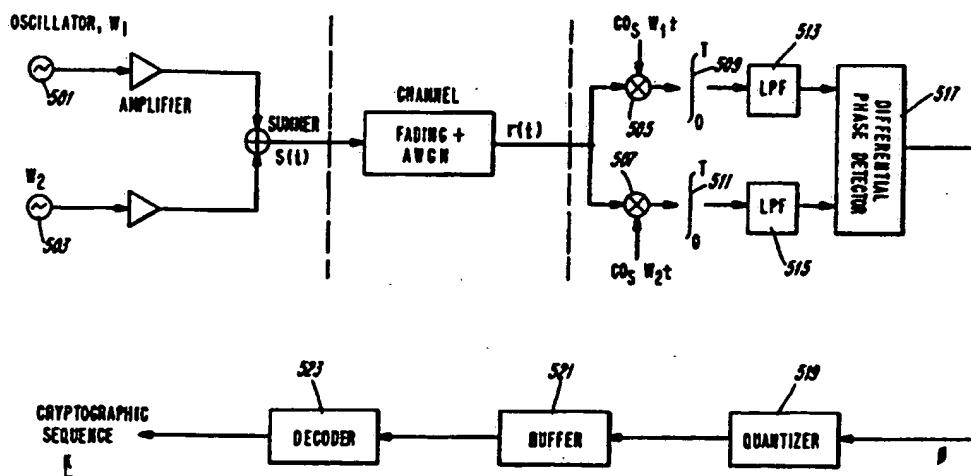 OSCILLATOR, W1
501
AMPLIFIER
SUMMER
S(t)
W2
503
CHANNEL
FADING +
AWGN
r(t)
COS W1t
505
T
509
0
513
LPF
507
COS W2t
T
511
0
LPF
515
DIFFERENTIAL
PHASE DETECTOR
517
523
521
519
CRYPTOGRAPHIC
SEQUENCE
DECODER
BUFFER
QUANTIZER